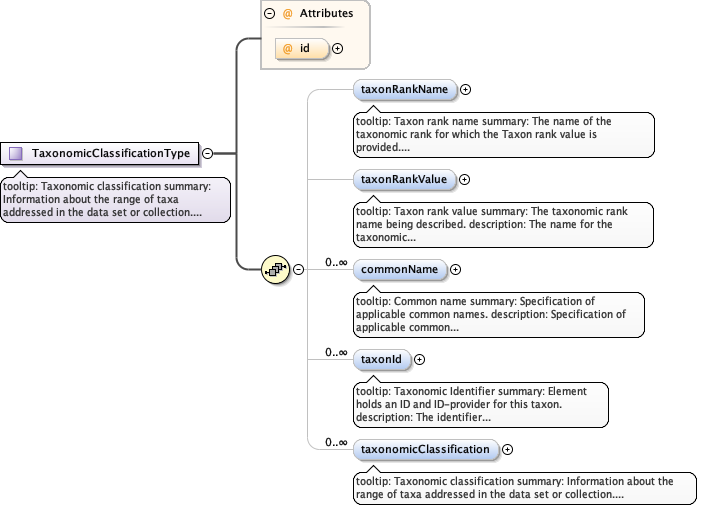 @ Attributes
@ id
taxonRankName
tooltip: Taxon rank name summary: The name of the
taxonomic rank for which the Taxon rank value is
provided....
TaxonomicClassificationType
tooltip: Taxonomic classification summary:
Information about the range of taxa
addressed in the data set or collection....
taxonRankValue
tooltip: Taxon rank value summary: The taxonomic rank
name being described. description: The name for the
taxonomic...
0..∞
commonName
tooltip: Common name summary: Specification of
applicable common names. description: Specification of
applicable common...
0..∞
taxonId
tooltip: Taxonomic Identifier summary: Element
holds an ID and ID-provider for this taxon.
description: The identifier...
0..∞
taxonomicClassification
tooltip: Taxonomic classification summary: Information about the
range of taxa addressed in the data set or collection....